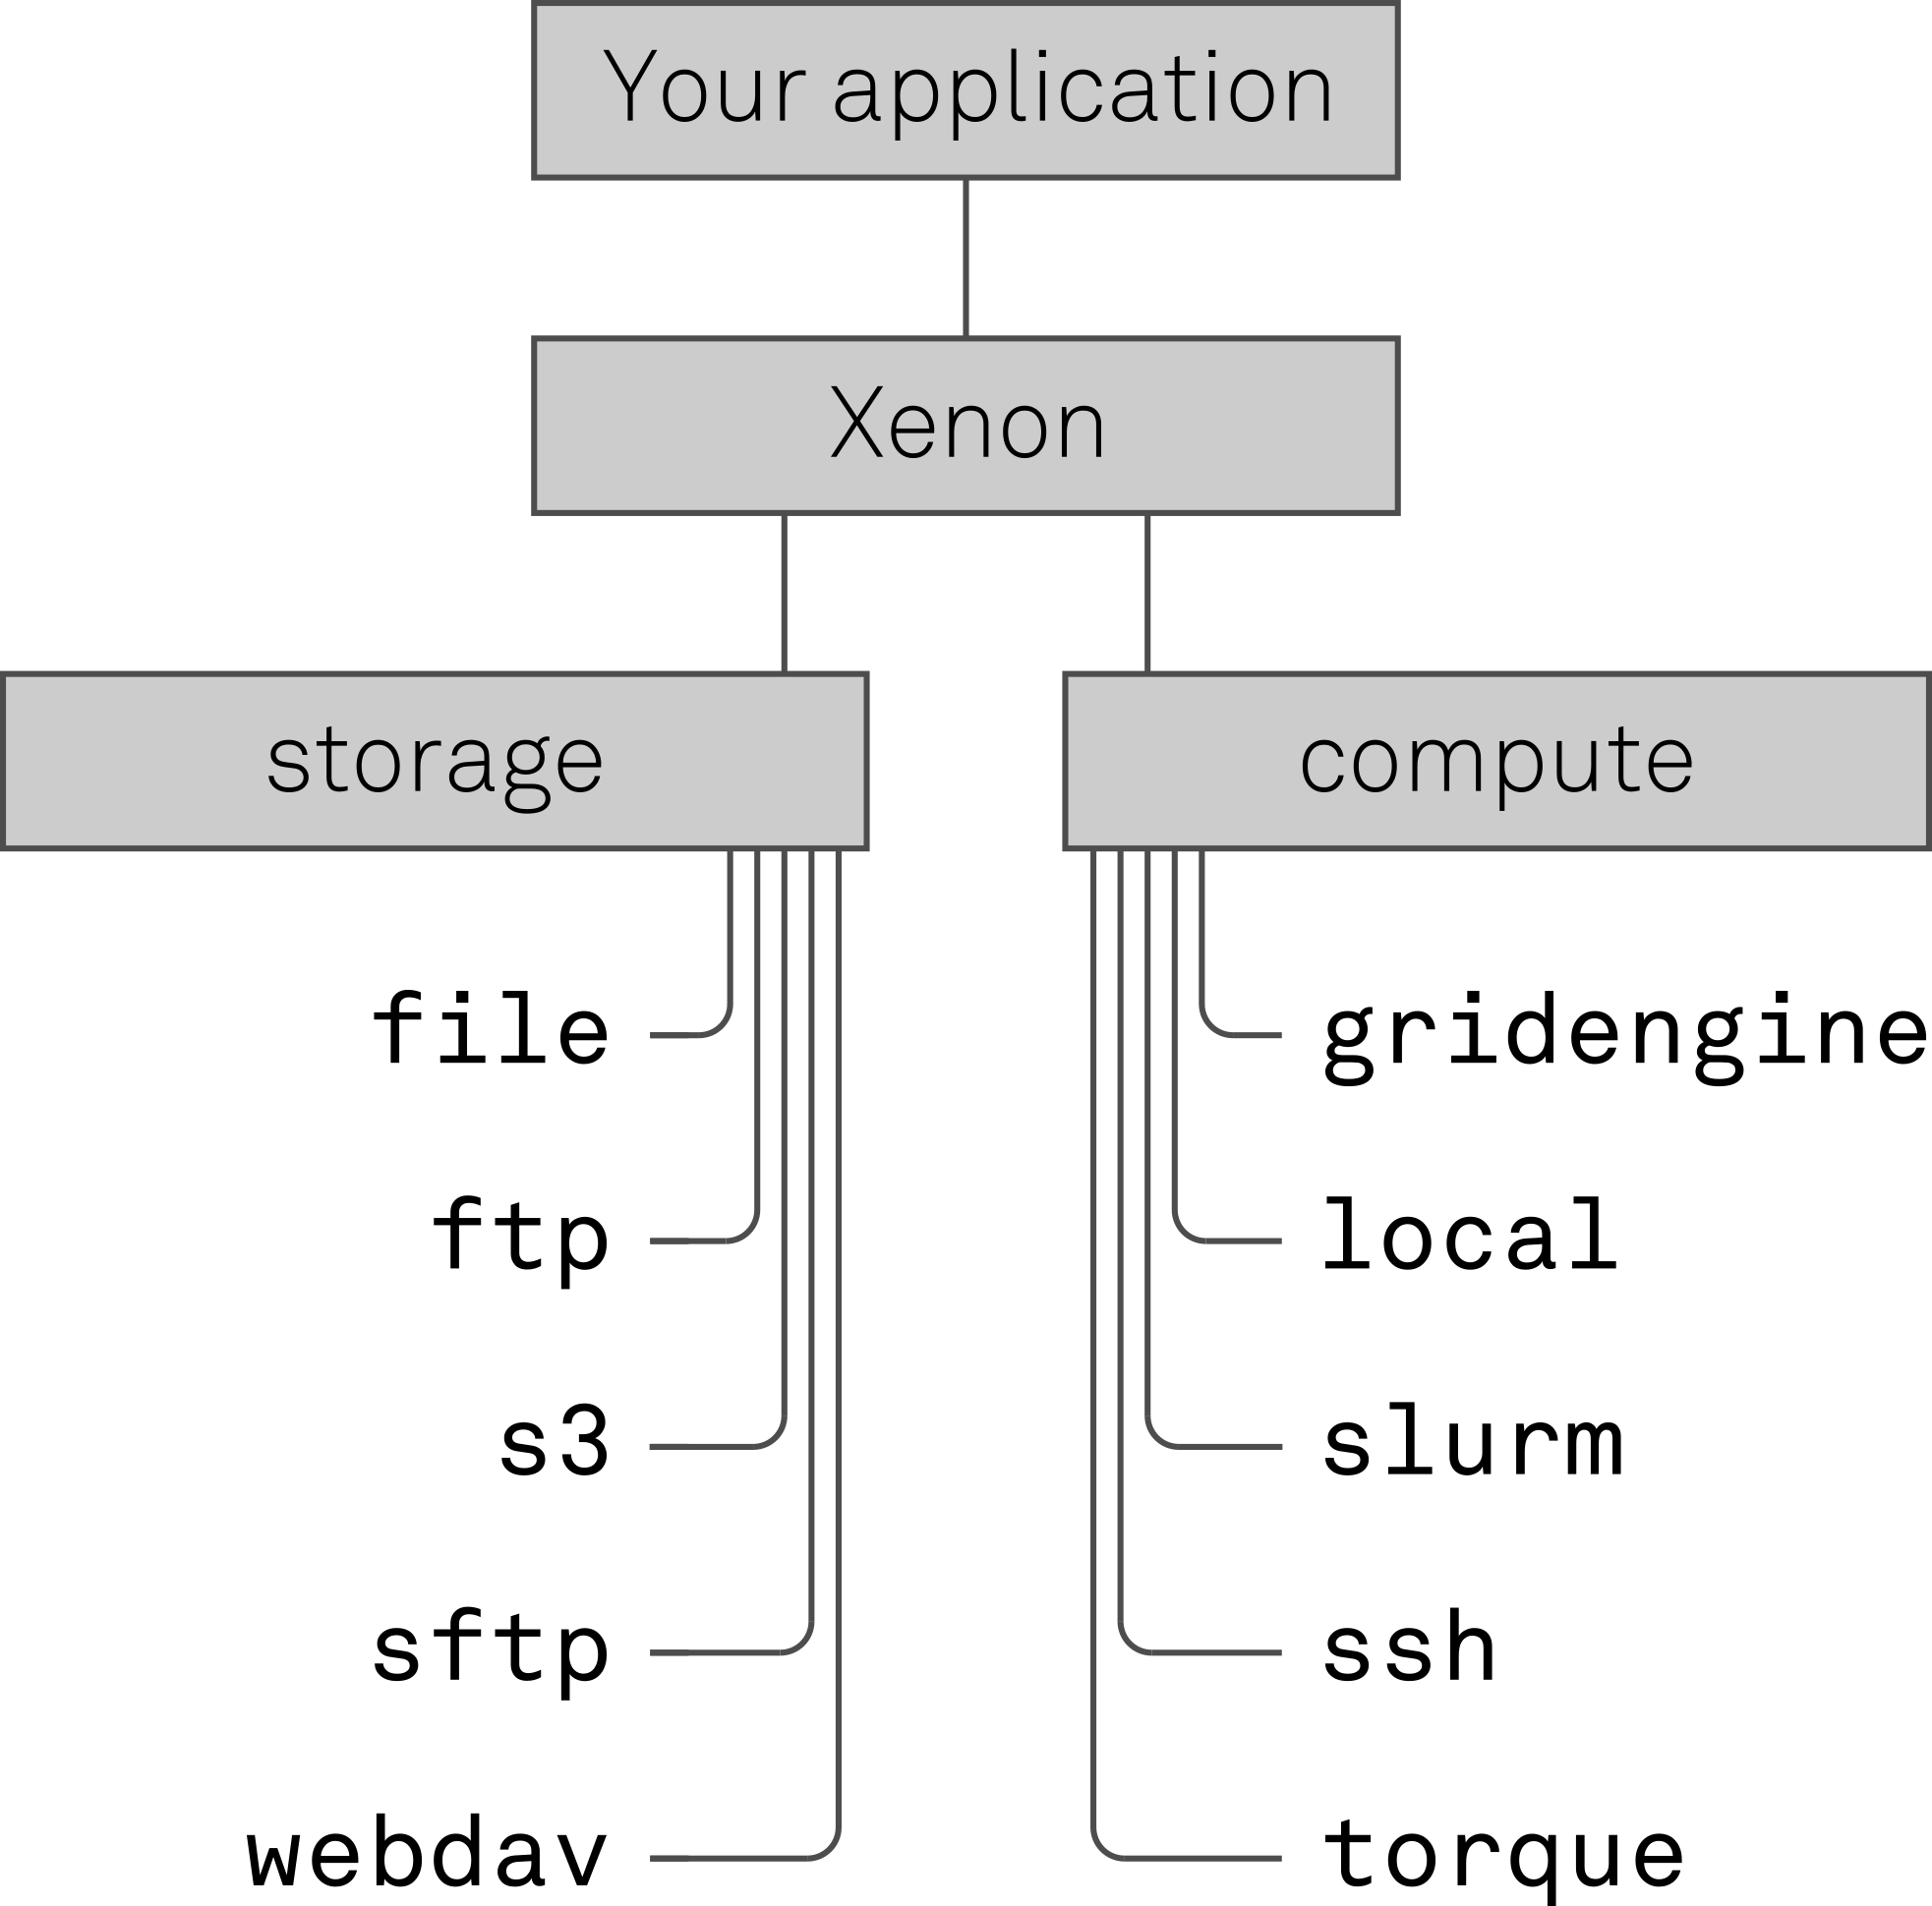 Your application
Xenon
storage
compute
file
gridengine
ftp
local
s3
slurm
sftp
ssh
webdav
torque